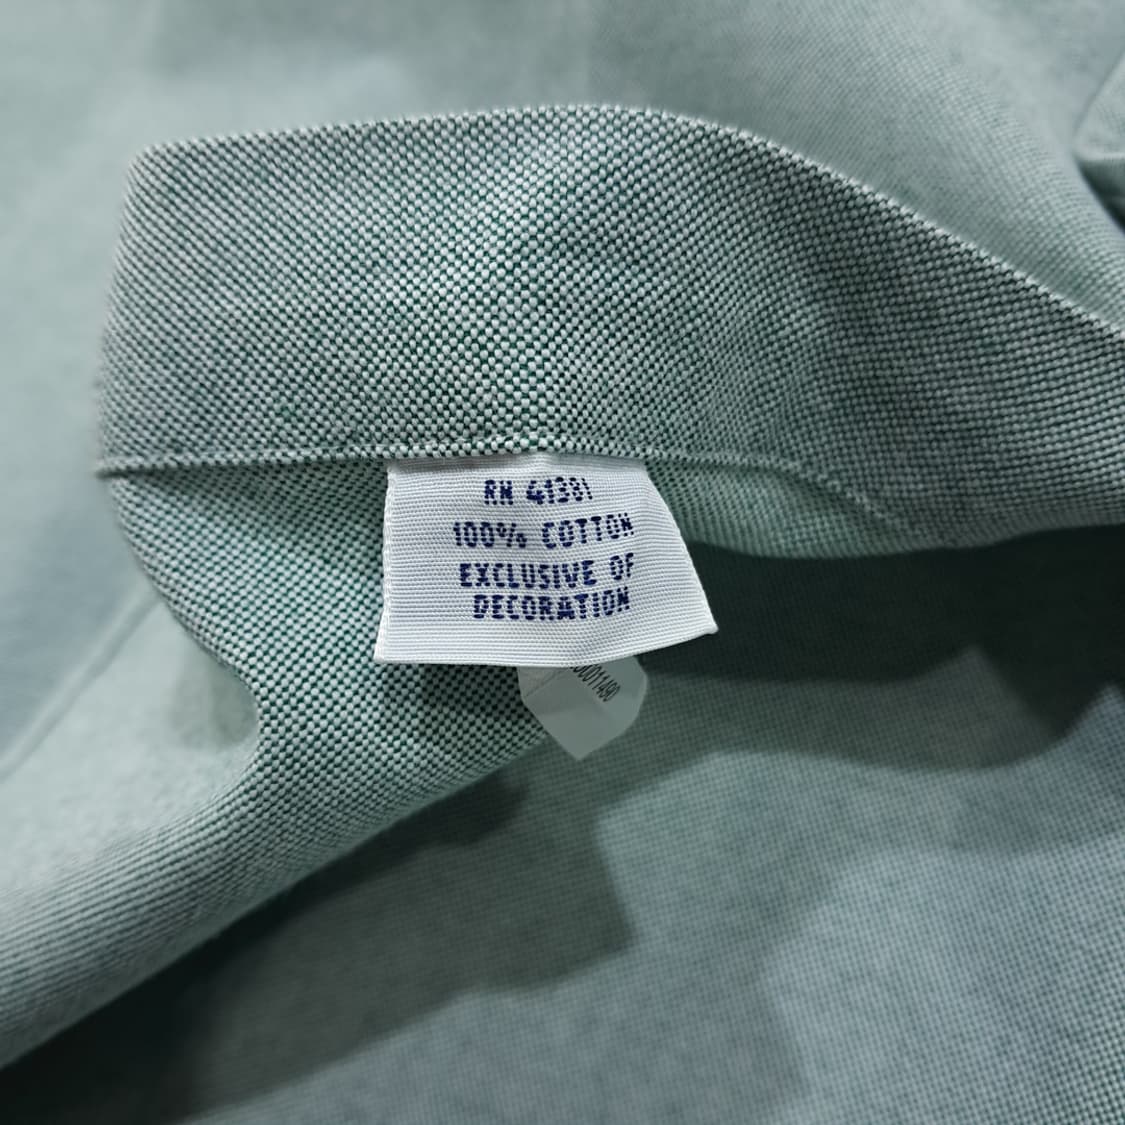 RN 41381
100% COTTON
EXCLUSIVE OF
DECORATION